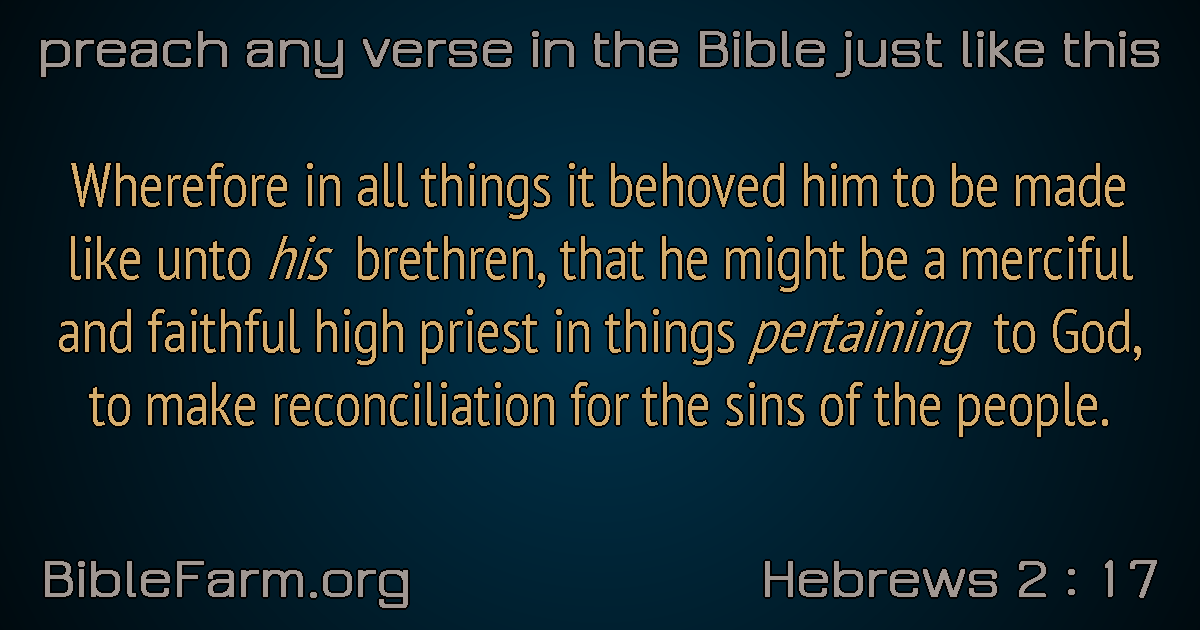 preach any verse in the Bible just like this
Wherefore in all things it behoved him to be made
like unto his brethren, that he might be a merciful
and faithful high priest in things pertaining to God,
to make reconciliation for the sins of the people.
BibleFarm.org
Hebrews 2 : 17